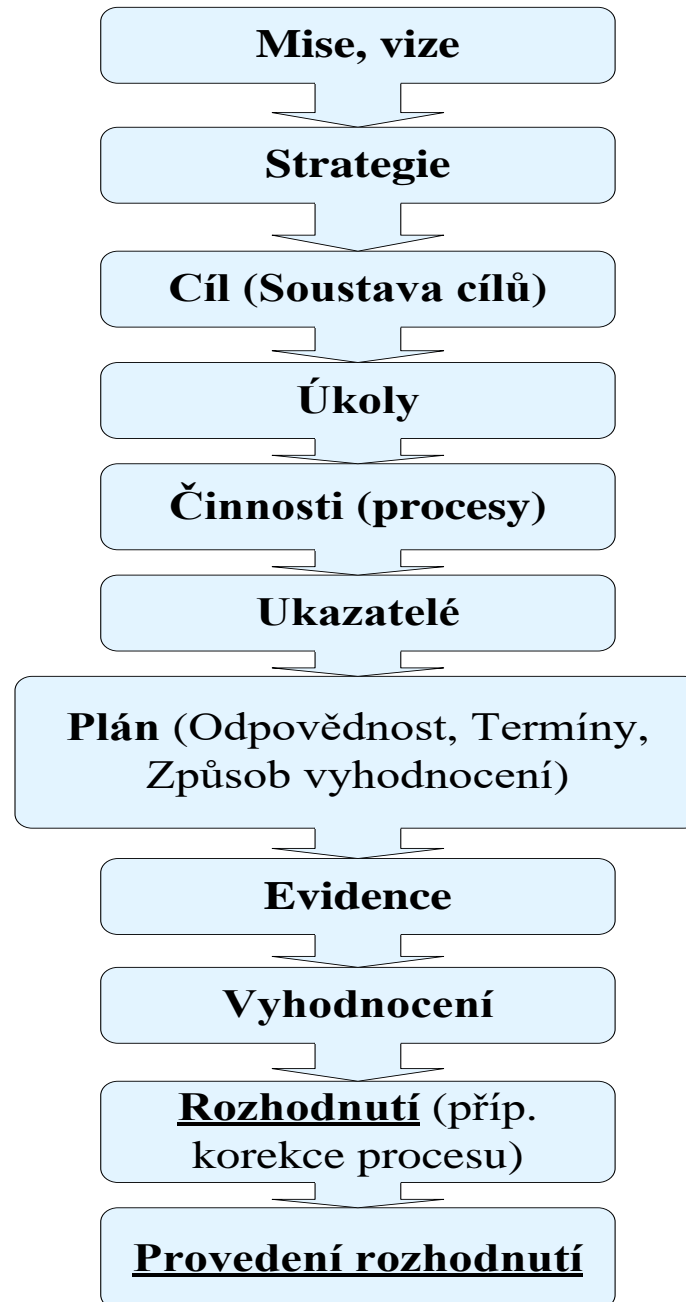 Mise, vize
Strategie
Cíl (Soustava cílů)
Úkoly
Činnosti (procesy)
Ukazatelé
Plán (Odpovědnost, Termíny,
Způsob vyhodnocení)
Evidence
Vyhodnocení
Rozhodnutí (příp.
korekce procesu)
Provedení rozhodnutí